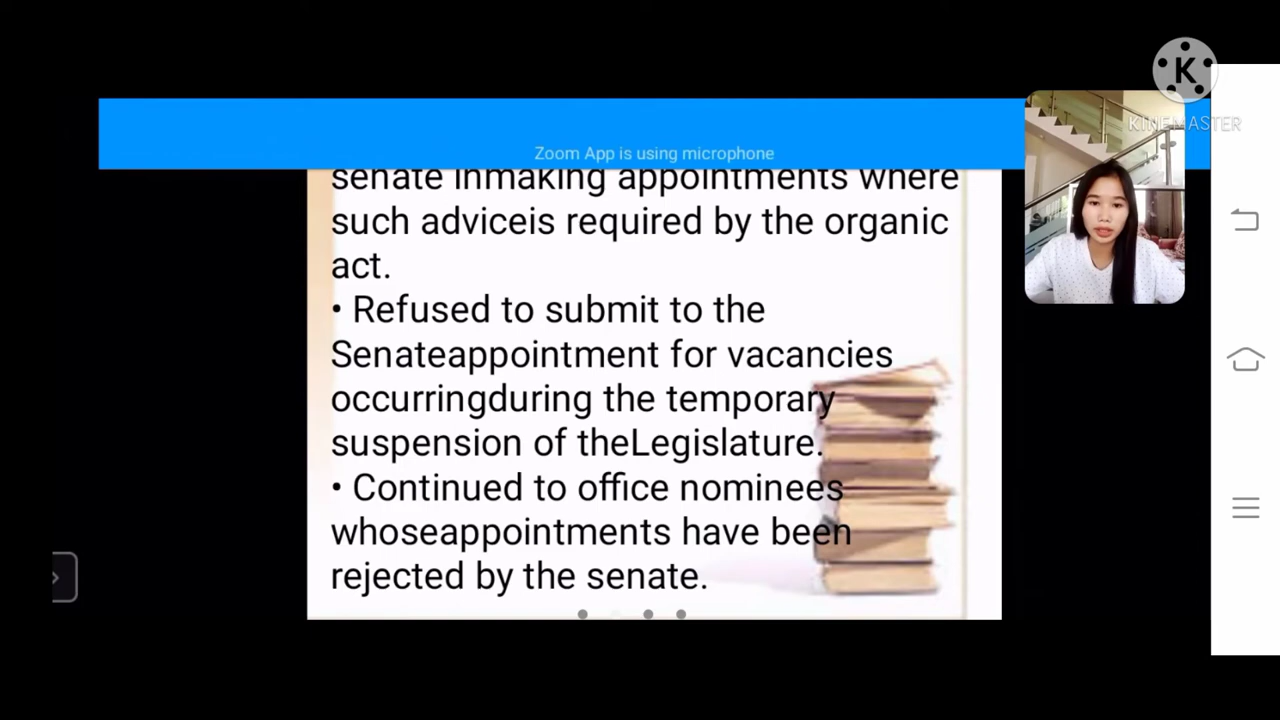 K
KINEMASTER
Zoom App is using microphone
senate inmaking appointments where
such adviceis required by the organic
act.
• Refused to submit to the
Senateappointment for vacancies
occurringduring the temporary
suspension of theLegislature.
• Continued to office nominees
whoseappointments have been
rejected by the senate.